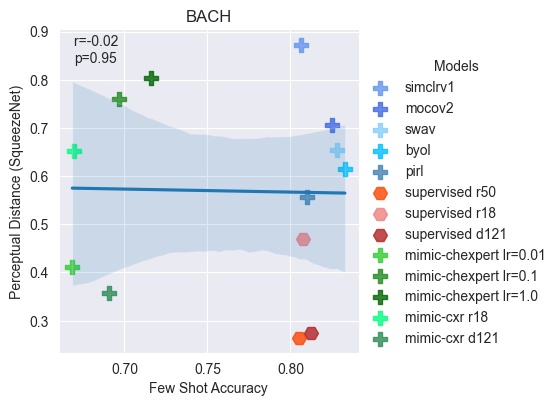 BACH
r=-0.02
p=0.95
0.9
0.8
0.7
0.6
0.5
0.4
0.3
Perceptual Distance (SqueezeNet)
0.70
0.75
0.80
Few Shot Accuracy
Models
simclrv1
mocov2
swav
byol
pirl
supervised r50
supervised r18
supervised d121
mimic-chexpert lr=0.01
mimic-chexpert lr=0.1
mimic-chexpert lr=1.0
mimic-cxr r18
mimic-cxr d121